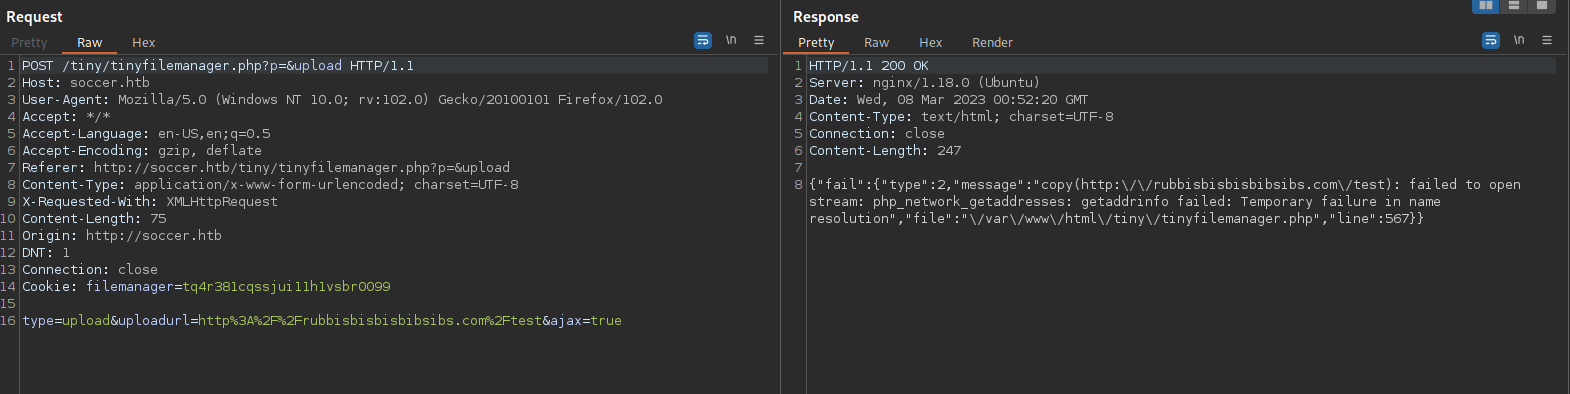 Request
Pretty Raw Hex \n
1 POST /tiny/tinyfilemanager.php?p=&upload HTTP/1.1
2 Host: soccer.htb
3 User-Agent: Mozilla/5.0 (Windows NT 10.0; rv:102.0) Gecko/20100101 Firefox/102.0
4 Accept: */*
5 Accept-Language: en-US,en;q=0.5
6 Accept-Encoding: gzip, deflate
7 Referer: http://soccer.htb/tiny/tinyfilemanager.php?p=&upload
8 Content-Type: application/x-www-form-urlencoded; charset=UTF-8
9 X-Requested-With: XMLHttpRequest
10 Content-Length: 75
11 Origin: http://soccer.htb
12 DNT: 1
13 Connection: close
14 Cookie: filemanager=tq4r38lcqssjui11h1vsbr0099
15
16 type=upload&uploadurl=http%3A%2F%2Frubbisbisbisbibsibs.com%2Ftest&ajax=true
Response
Pretty Raw Hex Render \n
1 HTTP/1.1 200 OK
2 Server: nginx/1.18.0 (Ubuntu)
3 Date: Wed, 08 Mar 2023 00:52:20 GMT
4 Content-Type: text/html; charset=UTF-8
5 Connection: close
6 Content-Length: 247
7
8 {"fail":{"type":2,"message":"copy(http:\/\/rubbisbisbisbibsibs.com\/test): failed to open
stream: php_network_getaddresses: getaddrinfo failed: Temporary failure in name
resolution","file":"\/var\/www\/html\/tiny\/tinyfilemanager.php","line":567}}